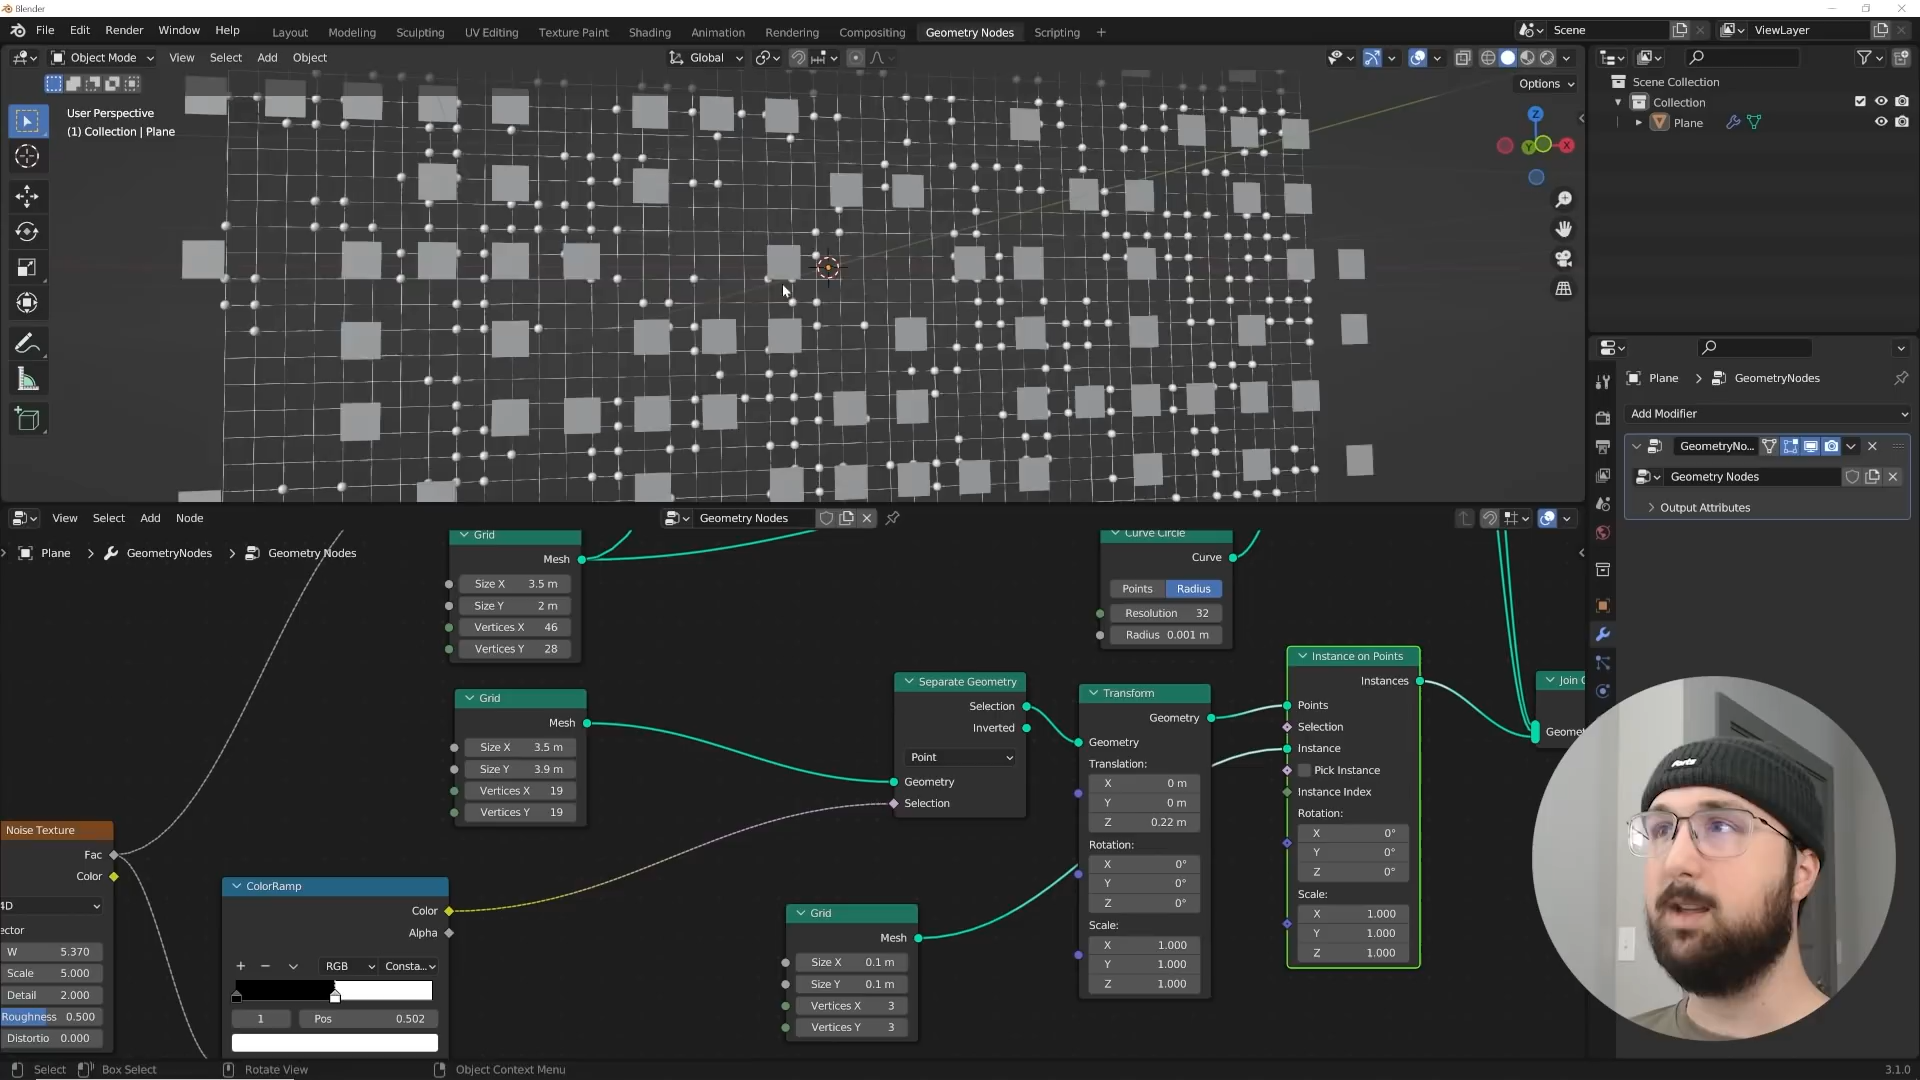 Blender
File Edit Render Window Help
Layout Modeling Sculpting UV Editing Texture Paint Shading Animation Rendering Compositing Geometry Nodes Scripting +
Scene
ViewLayer
Object Mode View Select Add Object
Global
Options
User Perspective
(1) Collection | Plane
Z
Y
X
Scene Collection
Collection
Plane
Plane > GeometryNodes
Add Modifier
GeometryNo...
Geometry Nodes
Output Attributes
View Select Add Node
Geometry Nodes
Plane > GeometryNodes > Geometry Nodes
Grid
Mesh
Size X 3.5 m
Size Y 2 m
Vertices X 46
Vertices Y 28
Curve Circle
Curve
Points Radius
Resolution 32
Radius 0.001 m
Grid
Mesh
Size X 3.5 m
Size Y 3.9 m
Vertices X 19
Vertices Y 19
Separate Geometry
Selection
Inverted
Point
Geometry
Selection
Transform
Geometry
Geometry
Translation:
X 0 m
Y 0 m
Z 0.22 m
Rotation:
X 0°
Y 0°
Z 0°
Scale:
X 1.000
Y 1.000
Z 1.000
Instance on Points
Instances
Points
Selection
Instance
Pick Instance
Instance Index
Rotation:
X 0°
Y 0°
Z 0°
Scale:
X 1.000
Y 1.000
Z 1.000
Join
Noise Texture
Fac
Color
4D
W 5.370
Scale 5.000
Detail 2.000
Roughness 0.500
Distortio 0.000
ColorRamp
Color
Alpha
+ − RGB Consta...
1 Pos 0.502
Grid
Mesh
Size X 0.1 m
Size Y 0.1 m
Vertices X 3
Vertices Y 3
Select Box Select Rotate View Object Context Menu
3.1.0